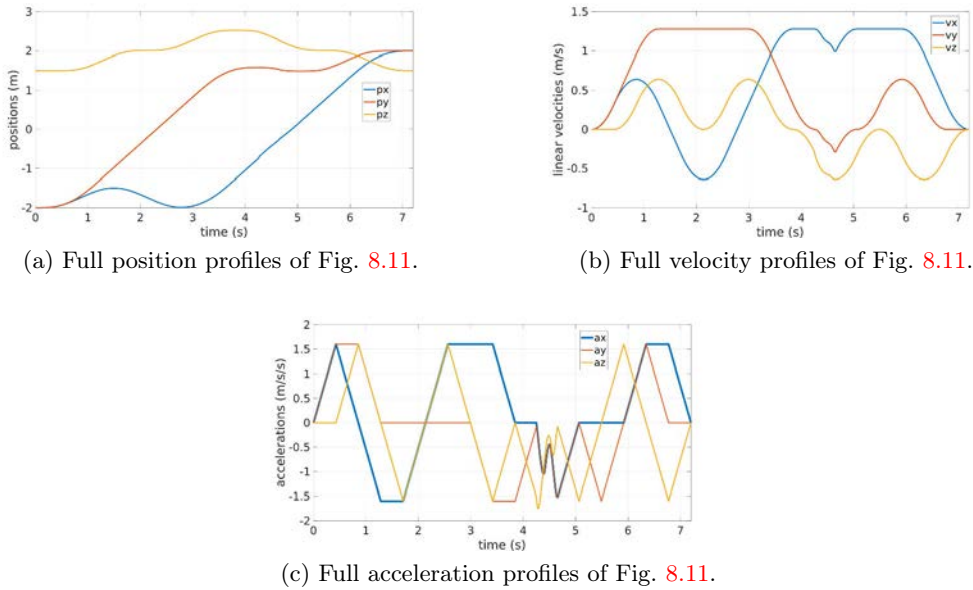 positions (m)
3
2
1
0
-1
-2
0 1 2 3 4 5 6 7
time (s)
px
py
pz
(a) Full position profiles of Fig. 8.11.
linear velocities (m/s)
1.5
1
0.5
0
-0.5
-1
0 1 2 3 4 5 6 7
time (s)
vx
vy
vz
(b) Full velocity profiles of Fig. 8.11.
accelerations (m/s/s)
2
1.5
1
0.5
0
-0.5
-1
-1.5
-2
0 1 2 3 4 5 6 7
time (s)
ax
ay
az
(c) Full acceleration profiles of Fig. 8.11.